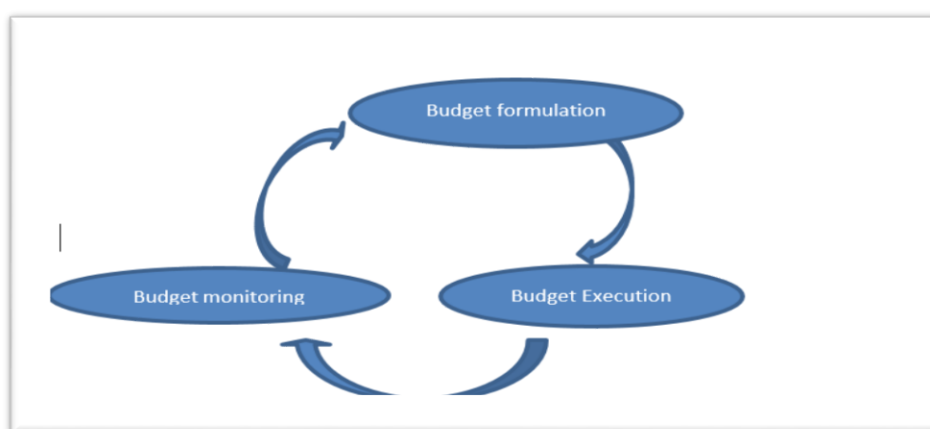 Budget formulation
Budget monitoring
Budget Execution